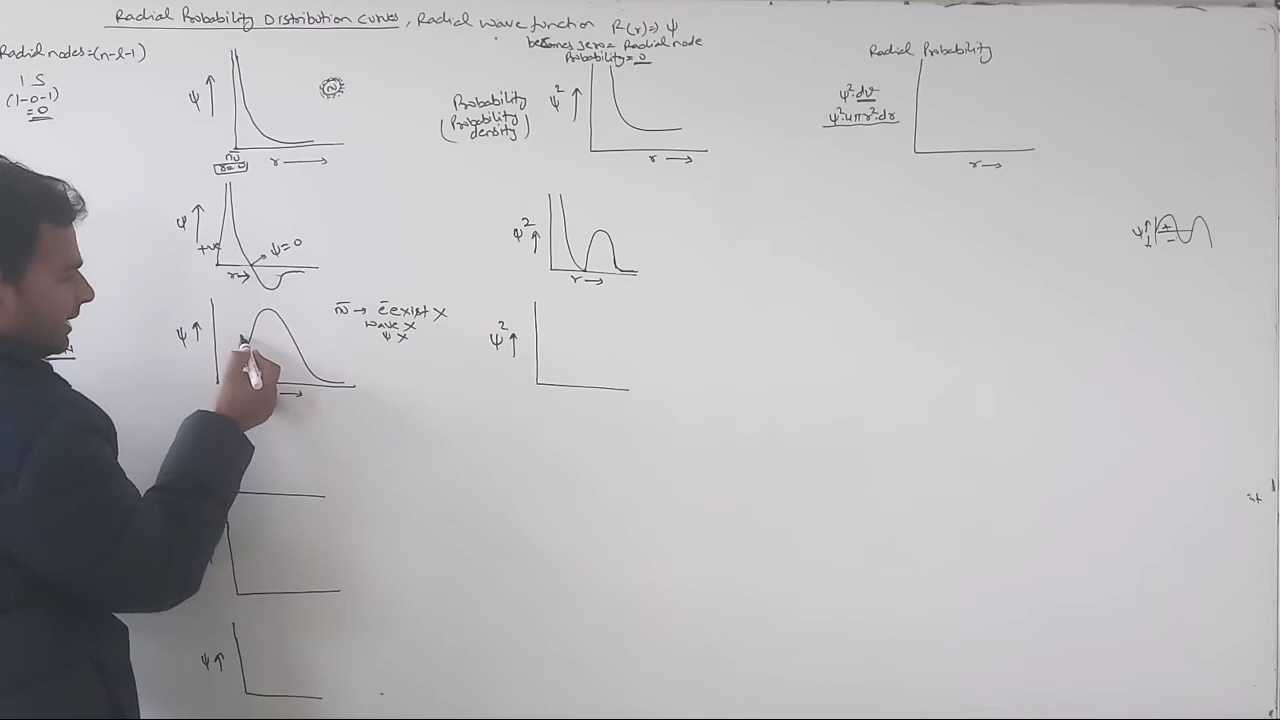 Radial Probability Distribution curves, Radial wave function R(r)⇒ ψ
becomes zero = Radial node
Probability = 0
Radial nodes = (n-l-1)
1 S
(1-0-1)
= 0
ψ ↑
r →
r = 0
Probability
(Probability density)
ψ² ↑
r →
Radial Probability
ψ².dv
ψ².4πr².dr
r →
ψ ↑
+ve
ψ = 0
r →
ψ² ↑
r →
ψ ↑
+
-
ψ ↑
N → ē exist X
wave X
ψ X
ψ² ↑
ψ ↑